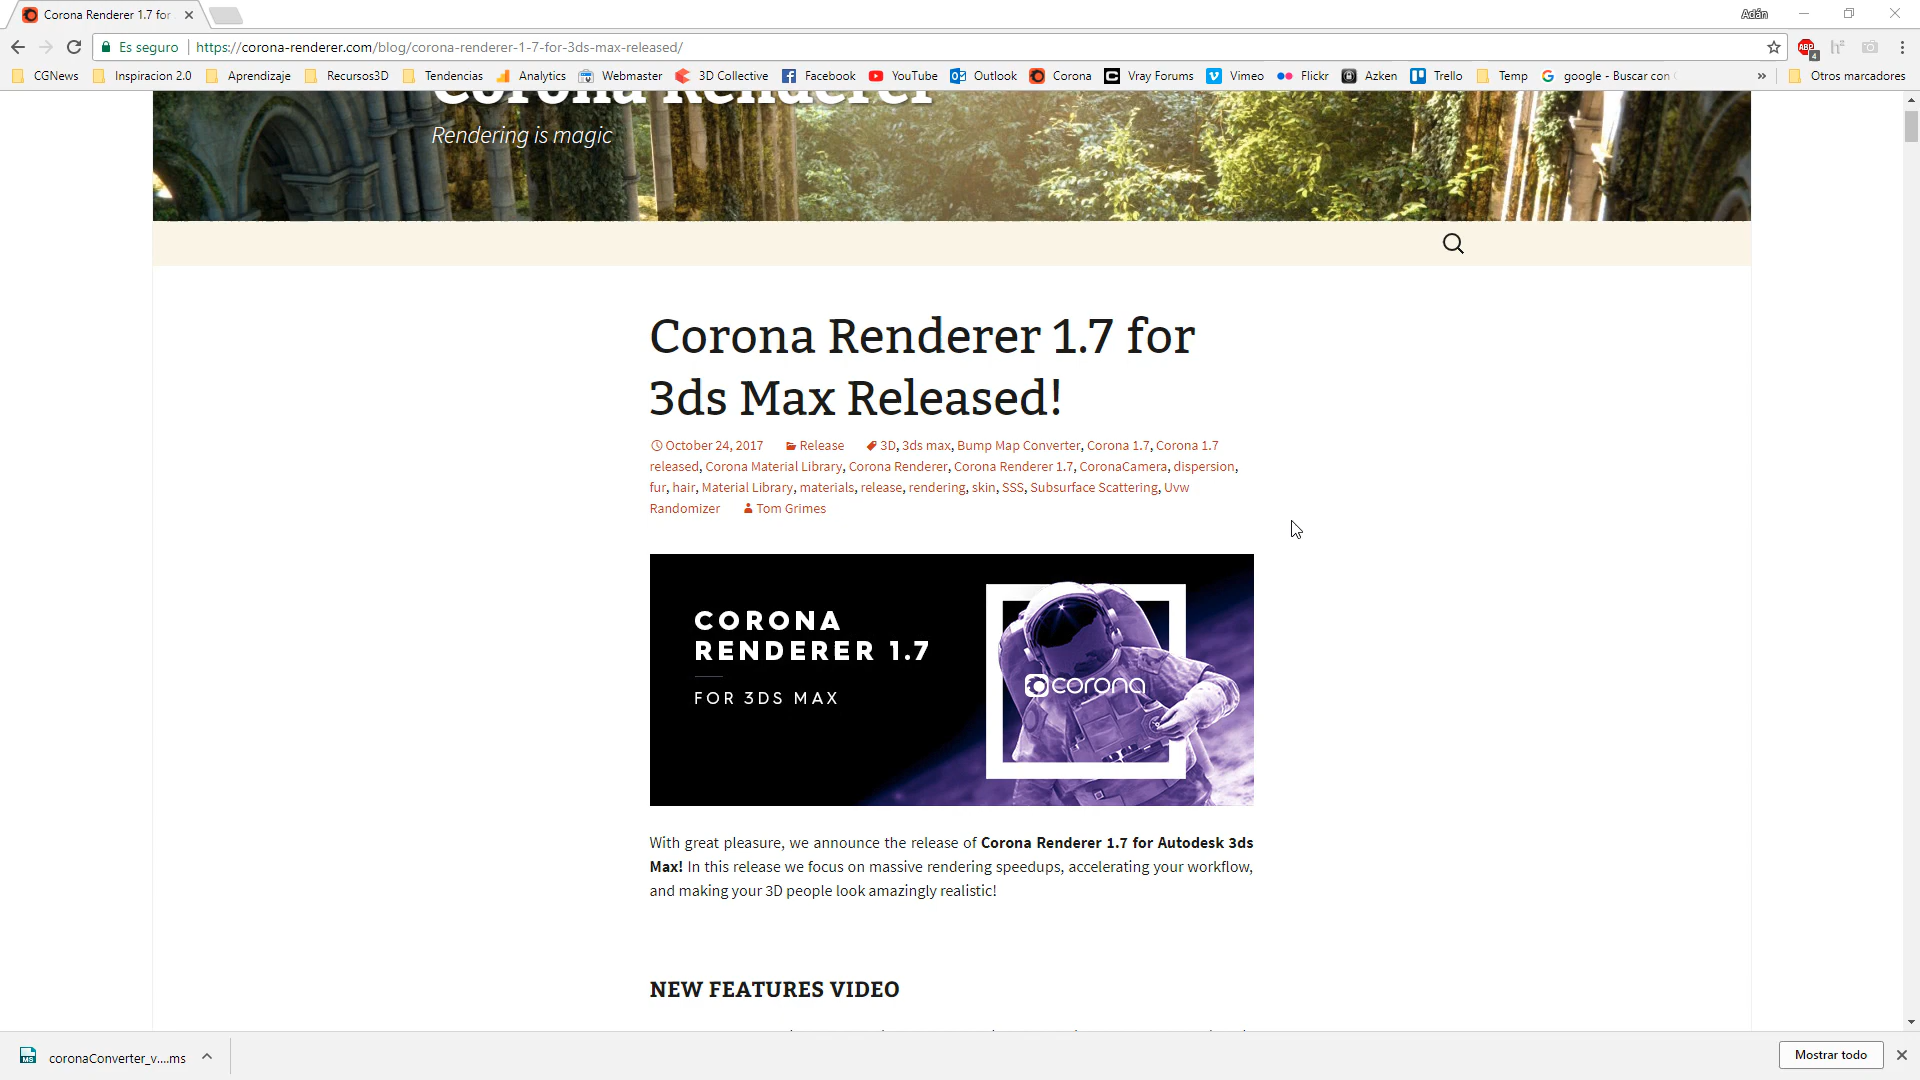 Corona Renderer 1.7 for
Adán
Es seguro
https://corona-renderer.com/blog/corona-renderer-1-7-for-3ds-max-released/
ABP
4
h²
CGNews
Inspiracion 2.0
Aprendizaje
Recursos3D
Tendencias
Analytics
Webmaster
3D Collective
Facebook
YouTube
Outlook
Corona
Vray Forums
Vimeo
Flickr
Azken
Trello
Temp
google - Buscar con
»
Otros marcadores
Corona Renderer
Rendering is magic
Corona Renderer 1.7 for
3ds Max Released!
October 24, 2017 Release 3D, 3ds max, Bump Map Converter, Corona 1.7, Corona 1.7
released, Corona Material Library, Corona Renderer, Corona Renderer 1.7, CoronaCamera, dispersion,
fur, hair, Material Library, materials, release, rendering, skin, SSS, Subsurface Scattering, Uvw
Randomizer Tom Grimes
CORONA
RENDERER 1.7
FOR 3DS MAX
corona
With great pleasure, we announce the release of Corona Renderer 1.7 for Autodesk 3ds
Max! In this release we focus on massive rendering speedups, accelerating your workflow,
and making your 3D people look amazingly realistic!
NEW FEATURES VIDEO
MS
coronaConverter_v....ms
Mostrar todo